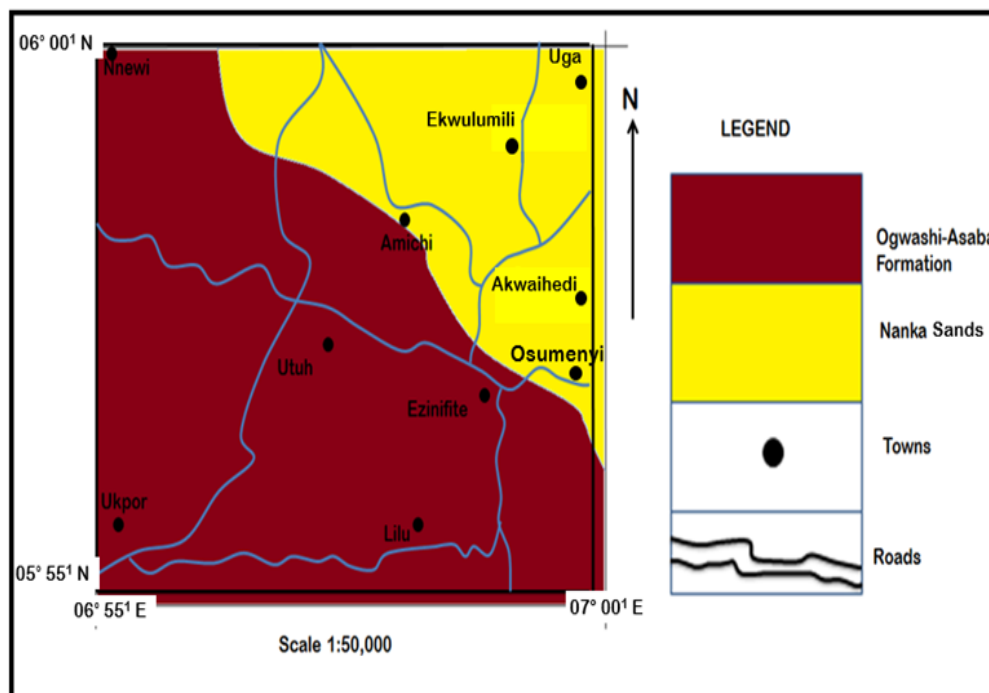 06° 00¹ N
Nnewi
Uga
Ekwulumili
Amichi
Akwaihedi
Osumenyi
Utuh
Ezinifite
Ukpor
Lilu
05° 55¹ N
06° 55¹ E
07° 00¹ E
Scale 1:50,000
N
LEGEND
Ogwashi-Asaba
Formation
Nanka Sands
Towns
Roads